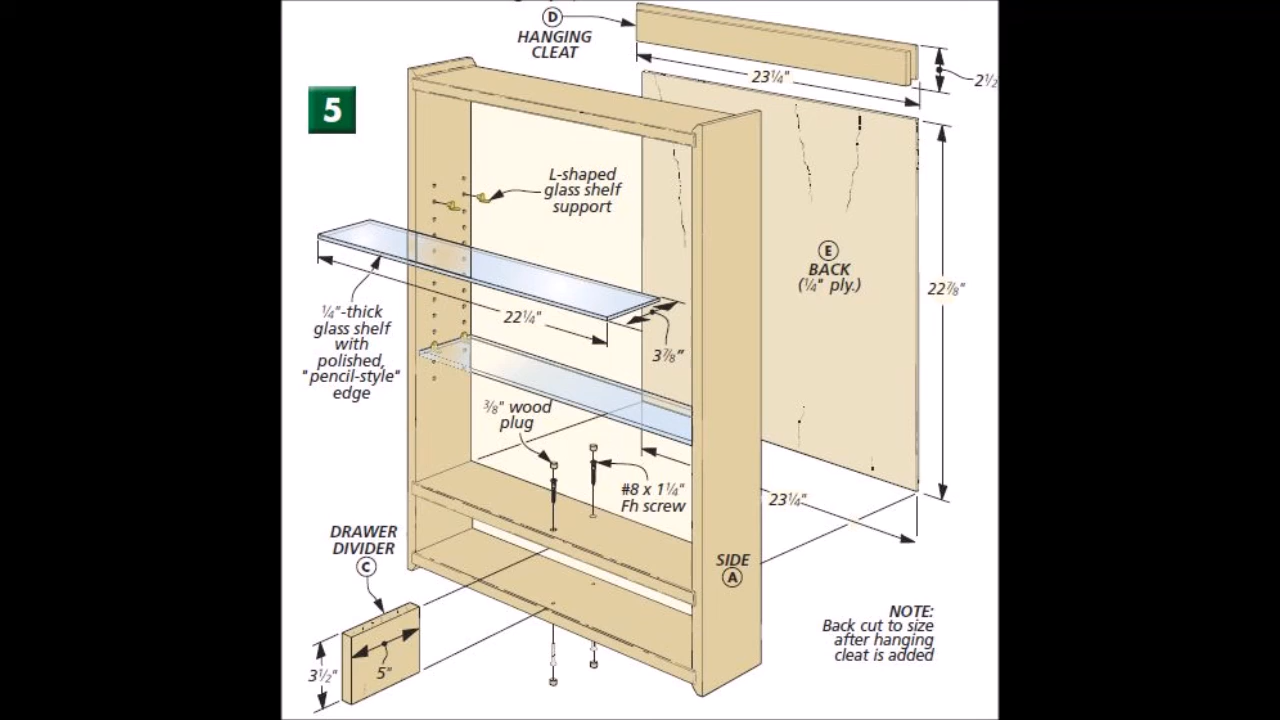 D
HANGING
CLEAT
23¼"
2½
5
L-shaped
glass shelf
support
E
BACK
(¼" ply.)
22⅞"
¼"-thick
glass shelf
with
polished,
"pencil-style"
edge
22¼"
3⅞"
⅜" wood
plug
#8 x 1¼"
Fh screw
23¼"
DRAWER
DIVIDER
C
SIDE
A
3½"
5"
NOTE:
Back cut to size
after hanging
cleat is added